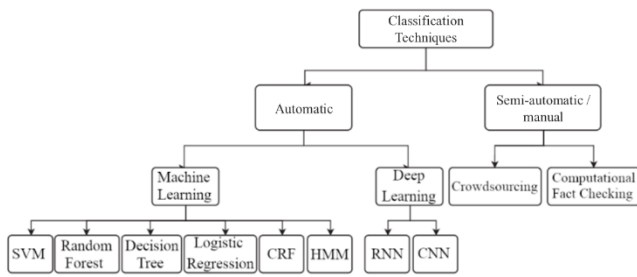 Classification
Techniques
Automatic
Semi-automatic /
manual
Machine
Learning
Deep
Learning
Crowdsourcing
Computational
Fact Checking
SVM
Random
Forest
Decision
Tree
Logistic
Regression
CRF
HMM
RNN
CNN